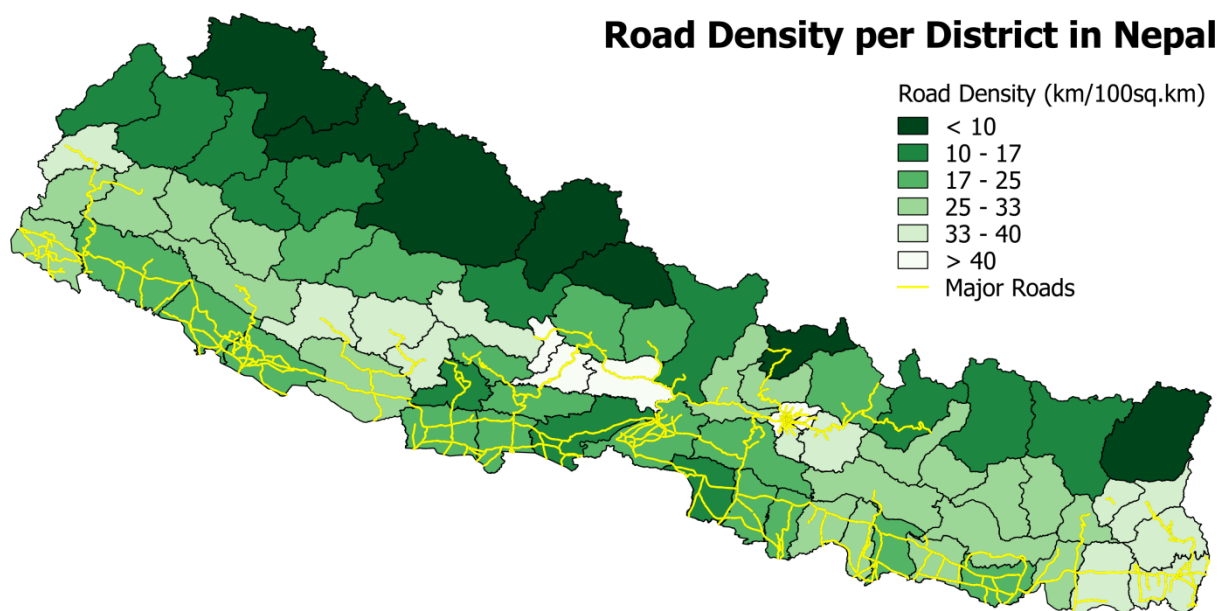 Road Density per District in Nepal
Road Density (km/100sq.km)
< 10
10 - 17
17 - 25
25 - 33
33 - 40
> 40
Major Roads